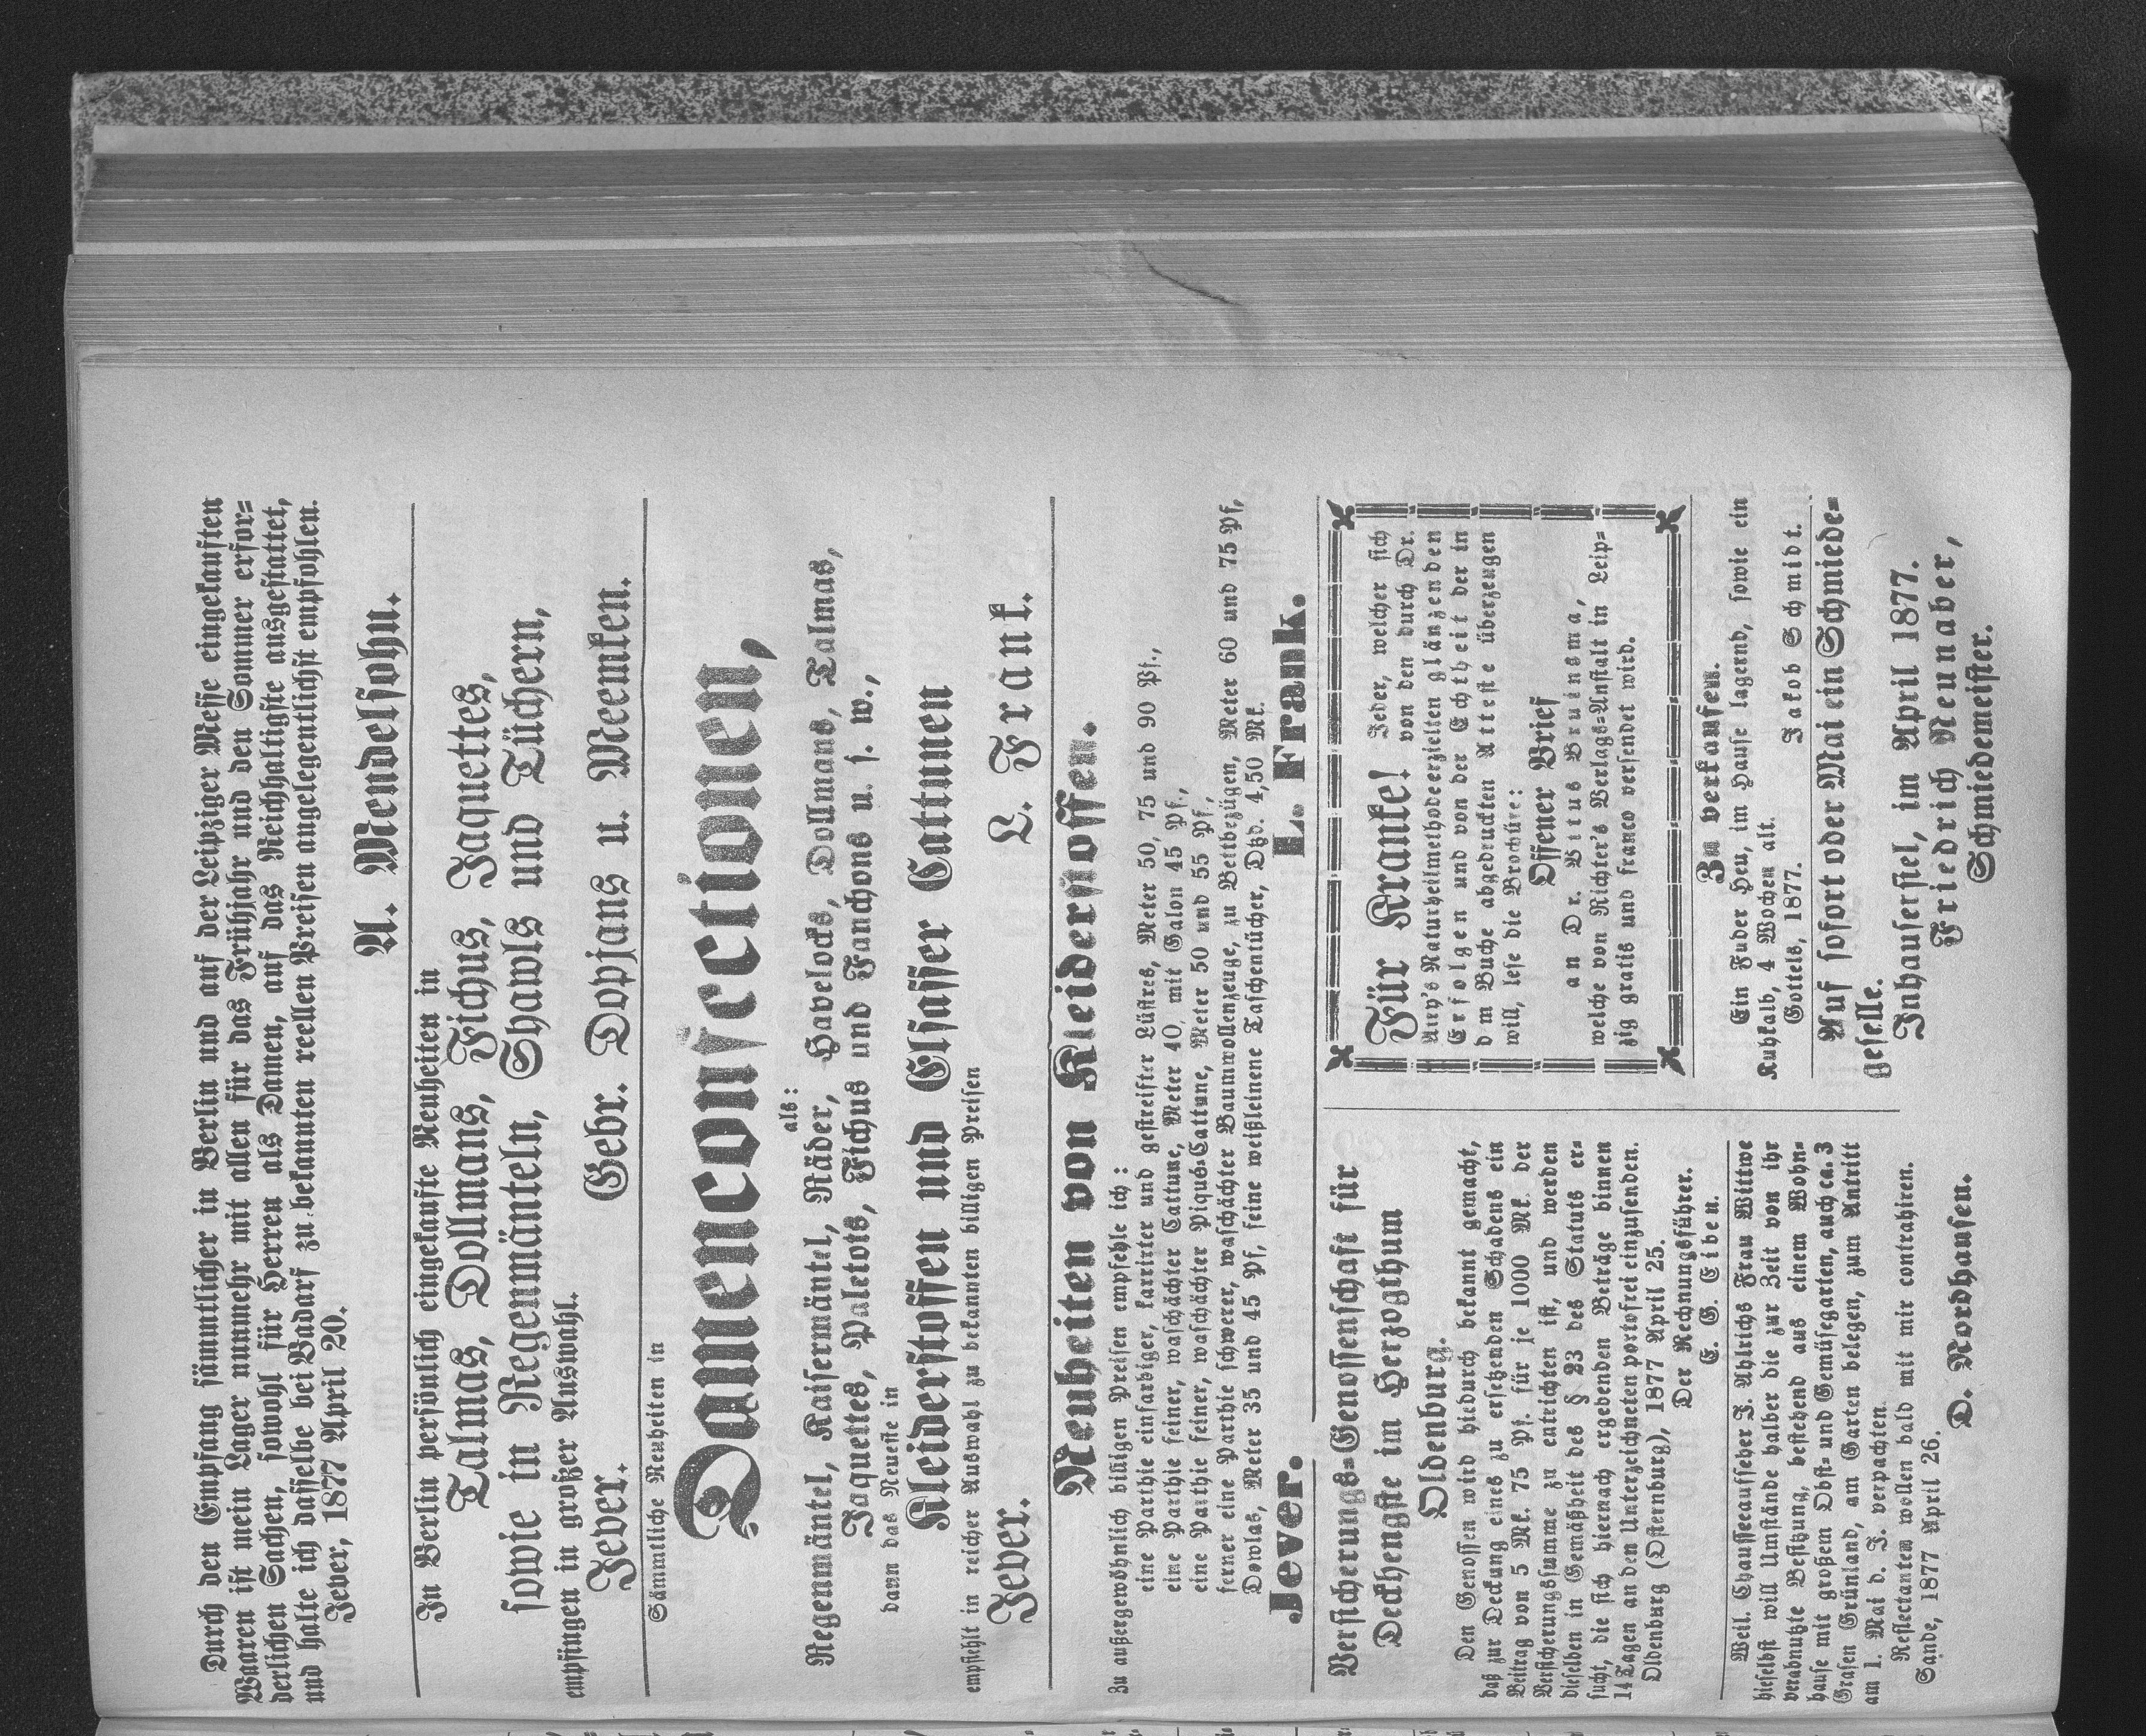 Durch den Empfang sämmtlicher in Berlin und auf der Leipziger Messe eingekauften
Waaren ist mein Lager nunmehr mit allen für das Frühjahr und den Sommer erfor-
derlichen Sachen, sowohl für Herren als Damen, auf das Reichhaltigste ausgestattet,
und halte ich dasselbe bei Badarf zu bekannten reellen Preisen angelegentlichst empfohlen.
Jever, 1877 April 20.
A. Mendelsohn.
In Berlin persönlich eingekaufte Neuheiten in
Talmas, Dollmans, Fichus, Jaquettes,
sowie in Regenmänteln, Shawls und Tüchern,
empfingen in großer Auswahl.
Jever. Gebr. Dopjans u. Meenken.
Sämmtliche Neuheiten in
Damenconfectionen,
als:
Regenmäntel, Kaisermäntel, Räder, Havelocks, Dollmans, Talmas,
Jaquettes, Paletots, Fichus und Fanchons u. s. w.,
dann das Neueste in
Kleiderstoffen und Elsasser Cattunen
empfiehlt in reicher Auswahl zu bekannten billigen Preisen
Jever. L. Frank.
Neuheiten von Kleiderstoffen.
Zu außergewöhnlich billigen Preisen empfehle ich:
eine Parthie einfarbiger, karrirter und gestreifter Lüstres, Meter 50, 75 und 90 Pf.,
eine Parthie feiner, waschächter Cattune, Meter 40, mit Galon 45 Pf.,
eine Parthie feiner, waschächter Piqué-Cattune, Meter 50 und 55 Pf,
ferner eine Parthie schwerer, waschächter Baumwollenzeuge, zu Bettbezügen, Meter 60 und 75 Pf,
Dowlas, Meter 35 und 45 Pf, feine weißleinene Taschentücher, Dtzd. 4,50 Mk.
Jever. L. Frank.
Versicherungs-Genossenschaft für
Deckhengste im Herzogthum
Oldenburg.
Den Genossen wird hiedurch bekannt gemacht,
daß zur Deckung eines zu ersetzenden Schadens ein
Beitrag von 5 Mk. 75 Pf. für je 1000 Mk. der
Versicherungssumme zu entrichten ist, und werden
dieselben in Gemäßheit des § 23 des Statuts er-
sucht, die sich hiernach ergebenden Beträge binnen
14 Tagen an den Unterzeichneten portofrei einzusenden.
Oldenburg (Osternburg), 1877 April 25.
Der Rechnungsführer.
E. G. Eiben.
Weil. Chausseeaufseher J. Ahlrichs Frau Wittwe
hieselbst will Umstände halber die zur Zeit von ihr
verabnutzte Besitzung, bestehend aus einem Wohn-
hause mit großem Obst- und Gemüsegarten, auch ca. 3
Grasen Grünland, am Garten belegen, zum Antritt
am 1. Mai d. J. verpachten.
Reflectanten wollen bald mit mir contrahiren.
Sande, 1877 April 26.
D. Nordhausen.
Für Kranke! Jeder, welcher sich
von den durch Dr.
Airy's Naturheilmethode erzielten glänzenden
Erfolgen und von der Echtheit der in
dem Buche abgedruckten Atteste überzeugen
will, lese die Brochüre:
Offener Brief
an Dr. Vitus Bruinsma,
welche von Richter's Verlags-Anstalt in Leip-
zig gratis und franco versendet wird.
Zu verkaufen.
Ein Fuder Heu, im Hause lagernd, sowie ein
Kuhkalb, 4 Wochen alt.
Gottels, 1877. Jakob Schmidt.
Auf sofort oder Mai ein Schmiede-
geselle.
Inhausersiel, im April 1877.
Friedrich Neunaber,
Schmiedemeister.